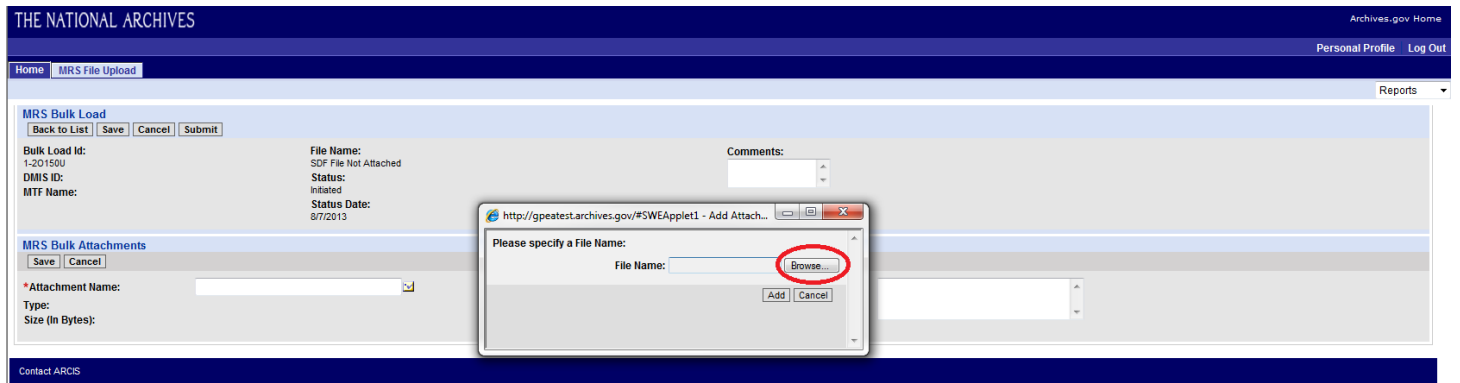 THE NATIONAL ARCHIVES
Archives.gov Home
Personal Profile Log Out
Home MRS File Upload
Reports
MRS Bulk Load
Back to List Save Cancel Submit
Bulk Load Id:
1-2O150U
DMIS ID:
MTF Name:
File Name:
SDF File Not Attached
Status:
Initiated
Status Date:
8/7/2013
Comments:
http://gpeatest.archives.gov/#SWEApplet1 - Add Attach...
Please specify a File Name:
File Name: Browse...
Add Cancel
MRS Bulk Attachments
Save Cancel
*Attachment Name:
Type:
Size (In Bytes):
Contact ARCIS